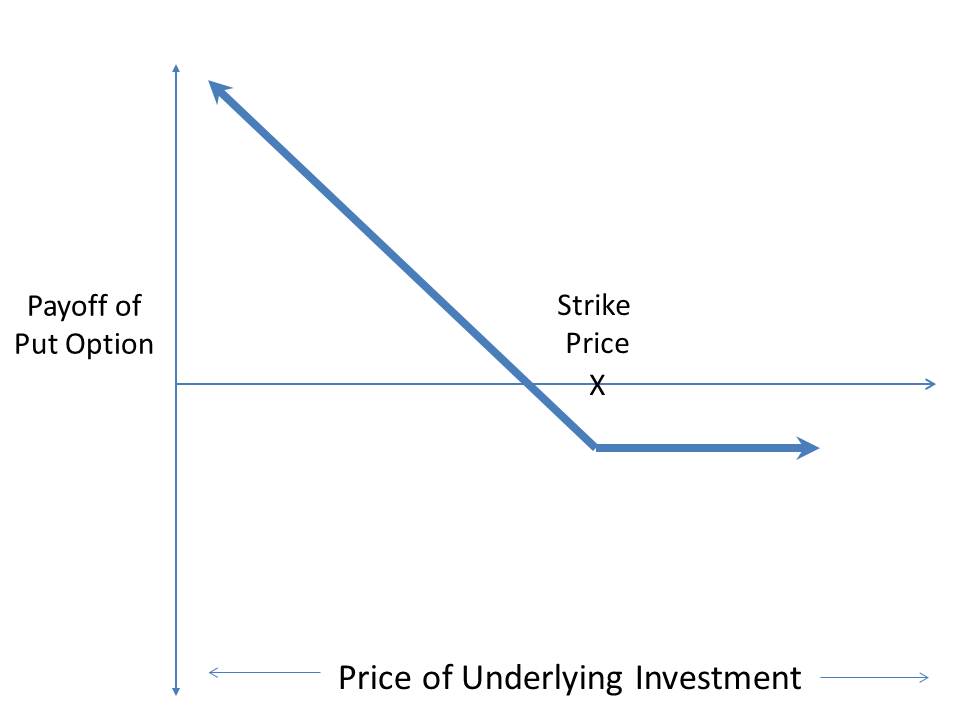 Payoff of
Put Option
Strike
Price
X
Price of Underlying Investment